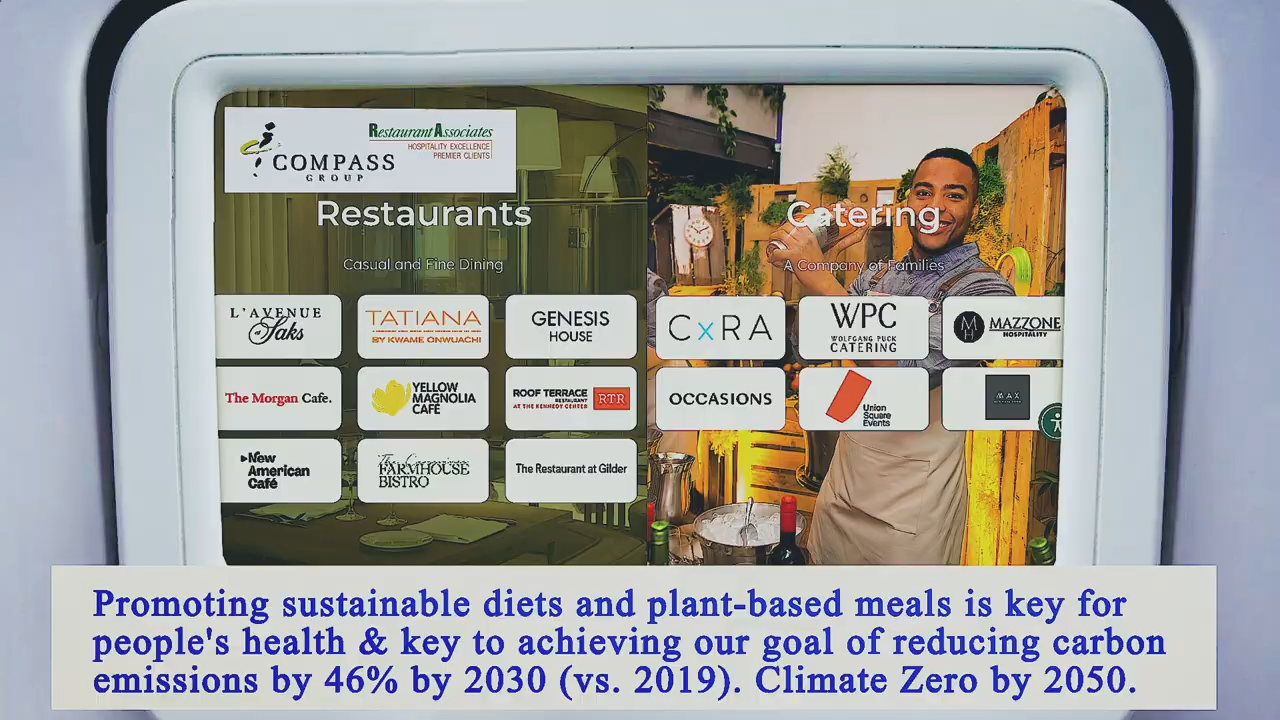 COMPASS
GROUP
Restaurant Associates
HOSPITALITY EXCELLENCE
PREMIER CLIENTS
Restaurants
Casual and Fine Dining
L'AVENUE
Saks
TATIANA
BY KWAME ONWUACHI
GENESIS
HOUSE
The Morgan Cafe.
YELLOW
MAGNOLIA
CAFÉ
ROOF TERRACE
RESTAURANT
AT THE KENNEDY CENTER
RTR
New
American
Café
FARMHOUSE
BISTRO
The Restaurant at Gilder
Catering
A Company of Families
CxRA
WPC
WOLFGANG PUCK
CATERING
M
MAZZONE
HOSPITALITY
OCCASIONS
Union
Square
Events
MAX
Promoting sustainable diets and plant-based meals is key for
people's health & key to achieving our goal of reducing carbon
emissions by 46% by 2030 (vs. 2019). Climate Zero by 2050.